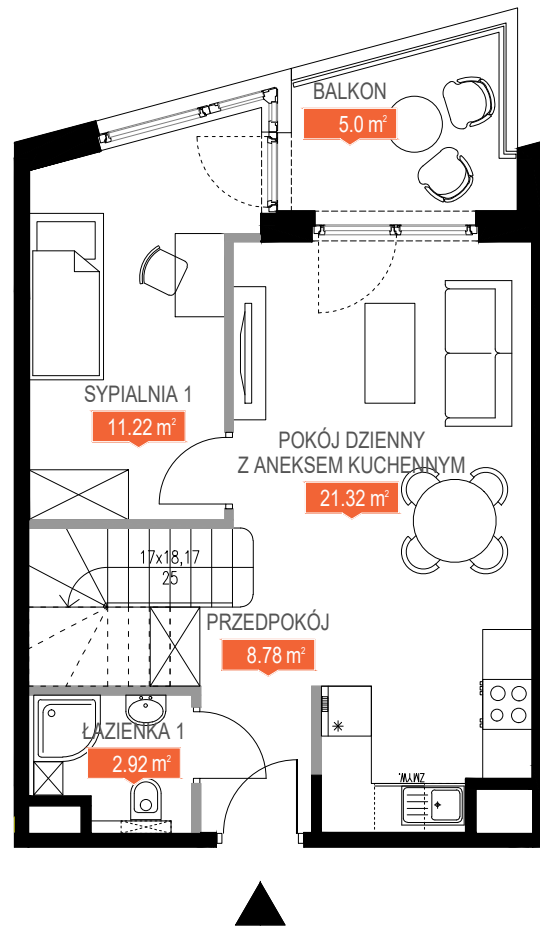 BALKON
5.0 m²
SYPIALNIA 1
11.22 m²
POKÓJ DZIENNY
Z ANEKSEM KUCHENNYM
21.32 m²
17x18,17
25
PRZEDPOKÓJ
8.78 m²
ŁAZIENKA 1
2.92 m²
ZMYW.